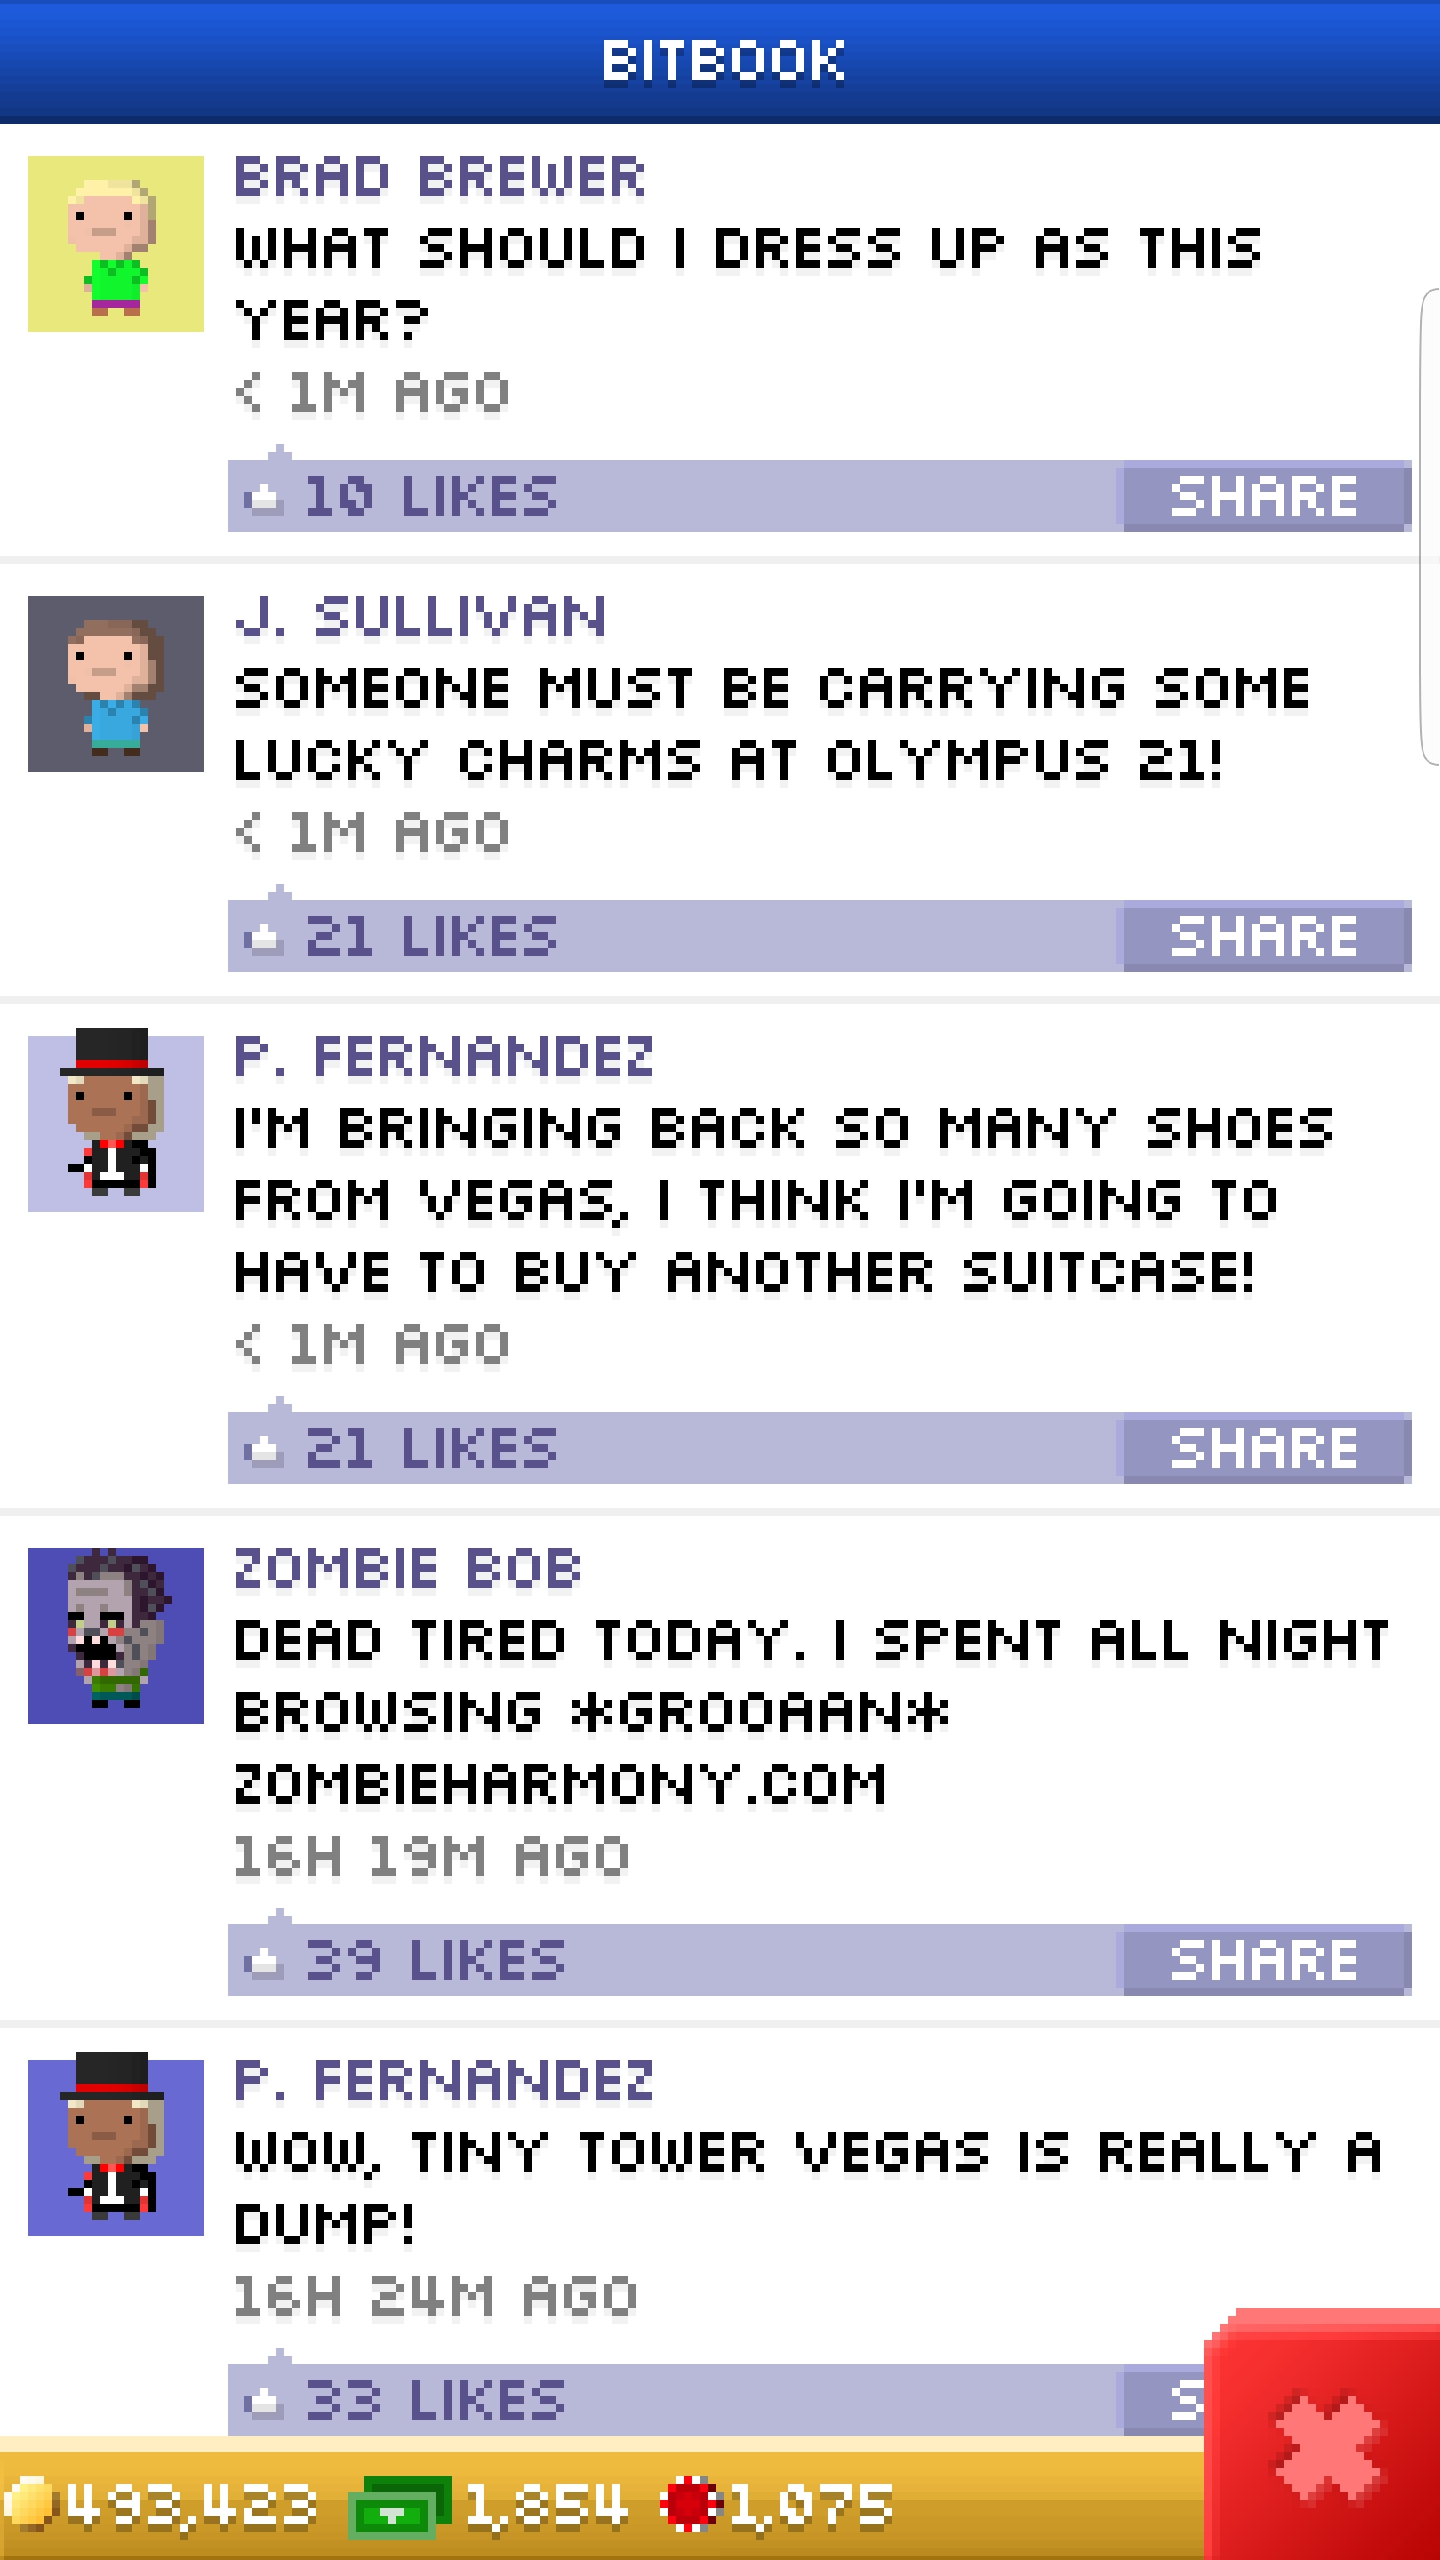 BITBOOK
BRAD BREWER
WHAT SHOULD I DRESS UP AS THIS
YEAR?
< 1M AGO
10 LIKES SHARE
J. SULLIVAN
SOMEONE MUST BE CARRYING SOME
LUCKY CHARMS AT OLYMPUS 21!
< 1M AGO
21 LIKES SHARE
P. FERNANDEZ
I'M BRINGING BACK SO MANY SHOES
FROM VEGAS, I THINK I'M GOING TO
HAVE TO BUY ANOTHER SUITCASE!
< 1M AGO
21 LIKES SHARE
ZOMBIE BOB
DEAD TIRED TODAY. I SPENT ALL NIGHT
BROWSING *GROOAAN*
ZOMBIEHARMONY.COM
16H 19M AGO
39 LIKES SHARE
P. FERNANDEZ
WOW, TINY TOWER VEGAS IS REALLY A
DUMP!
16H 24M AGO
33 LIKES S
493,423 1,854 1,075